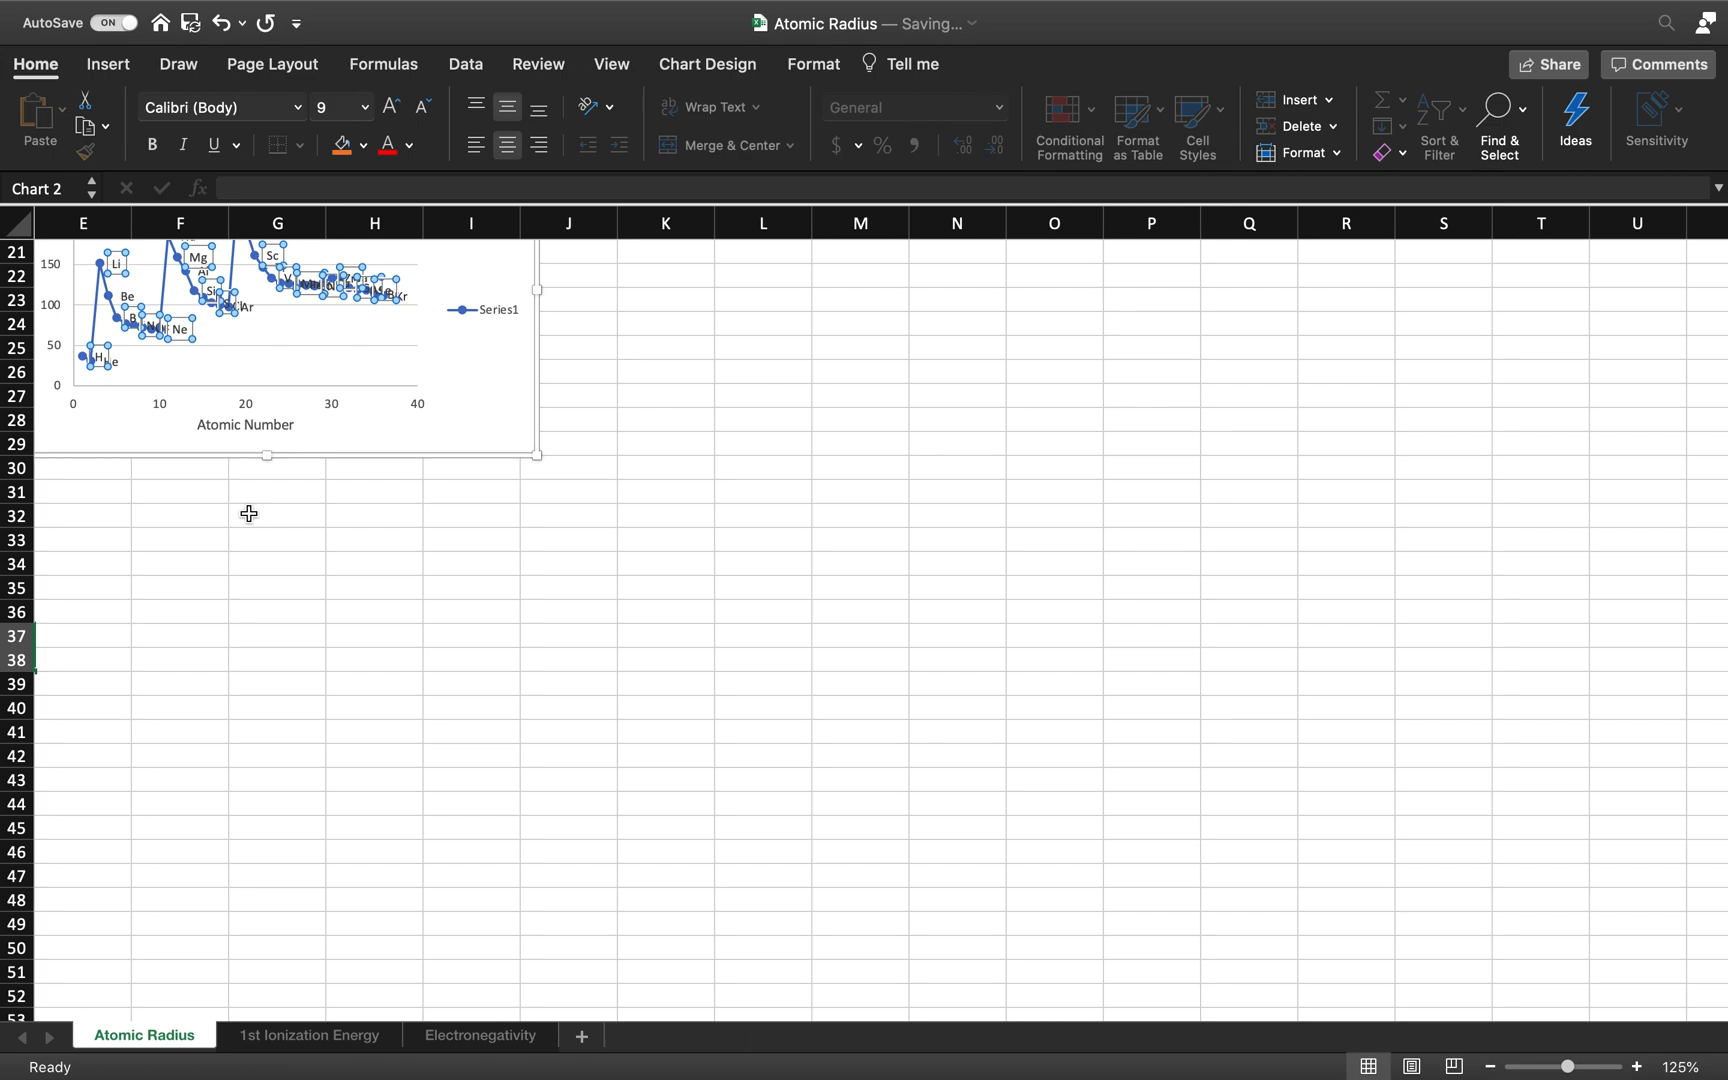 AutoSave ON Atomic Radius — Saving...
Home Insert Draw Page Layout Formulas Data Review View Chart Design Format Tell me Share Comments
Paste Calibri (Body) 9 B I U Wrap Text Merge & Center General $ % Conditional Formatting Format as Table Cell Styles Insert Delete Format Sort & Filter Find & Select Ideas Sensitivity
Chart 2 fx
E F G H I J K L M N O P Q R S T U
21
22
23
24
25
26
27
28
29
30
31
32
33
34
35
36
37
38
39
40
41
42
43
44
45
46
47
48
49
50
51
52
53
150
100
50
0
Li Mg Sc
Be Si V
B Ar Kr
Ne
H
0 10 20 30 40
Atomic Number
Series1
Atomic Radius 1st Ionization Energy Electronegativity +
Ready 125%